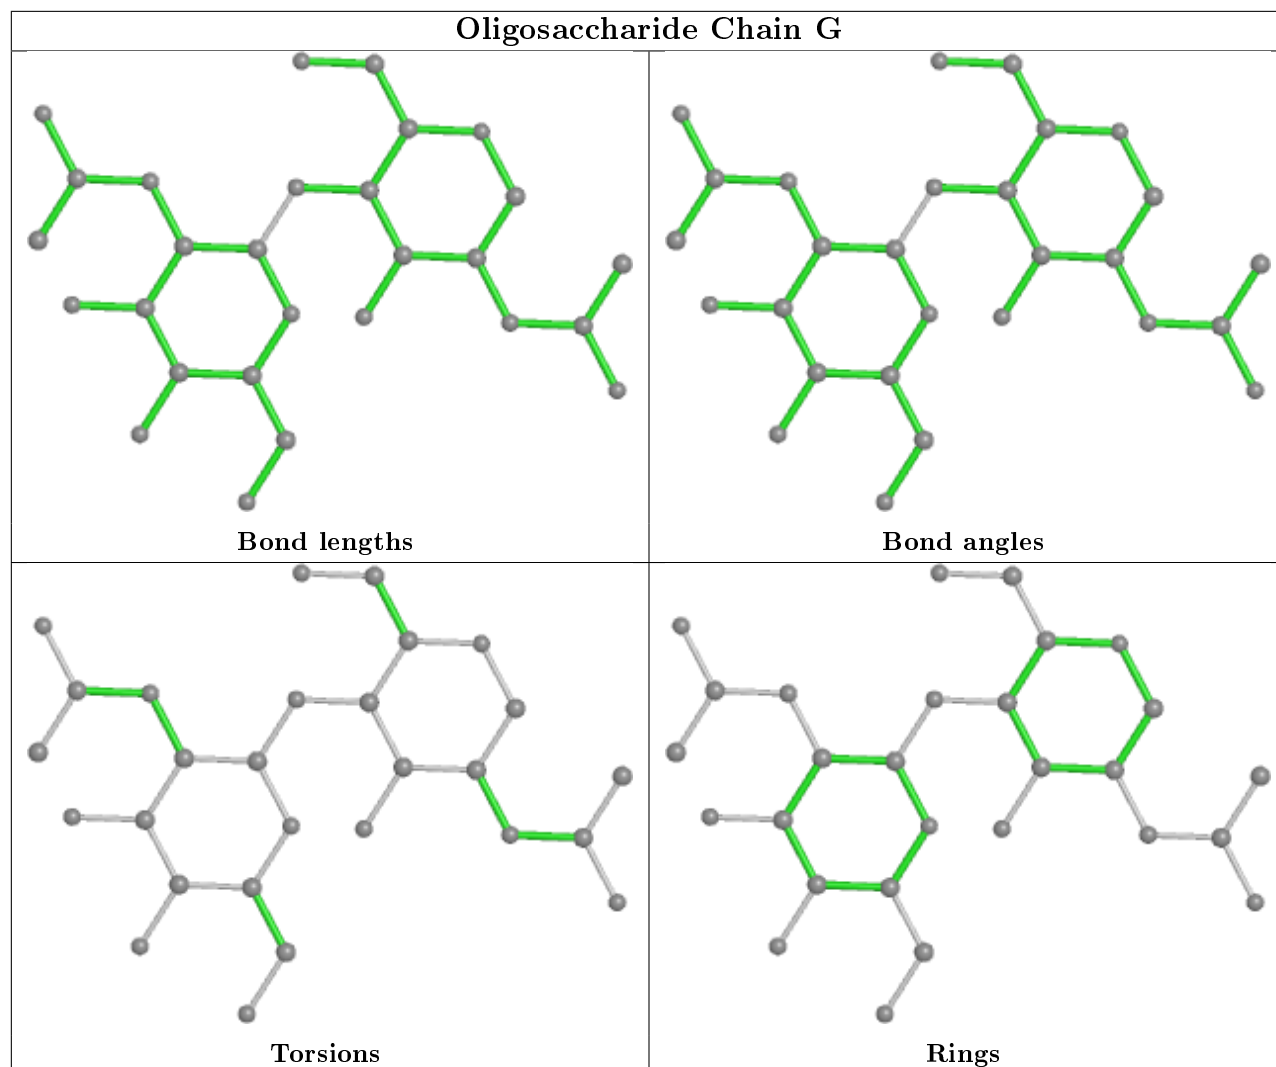 Oligosaccharide Chain G
Bond lengths
Bond angles
Torsions
Rings